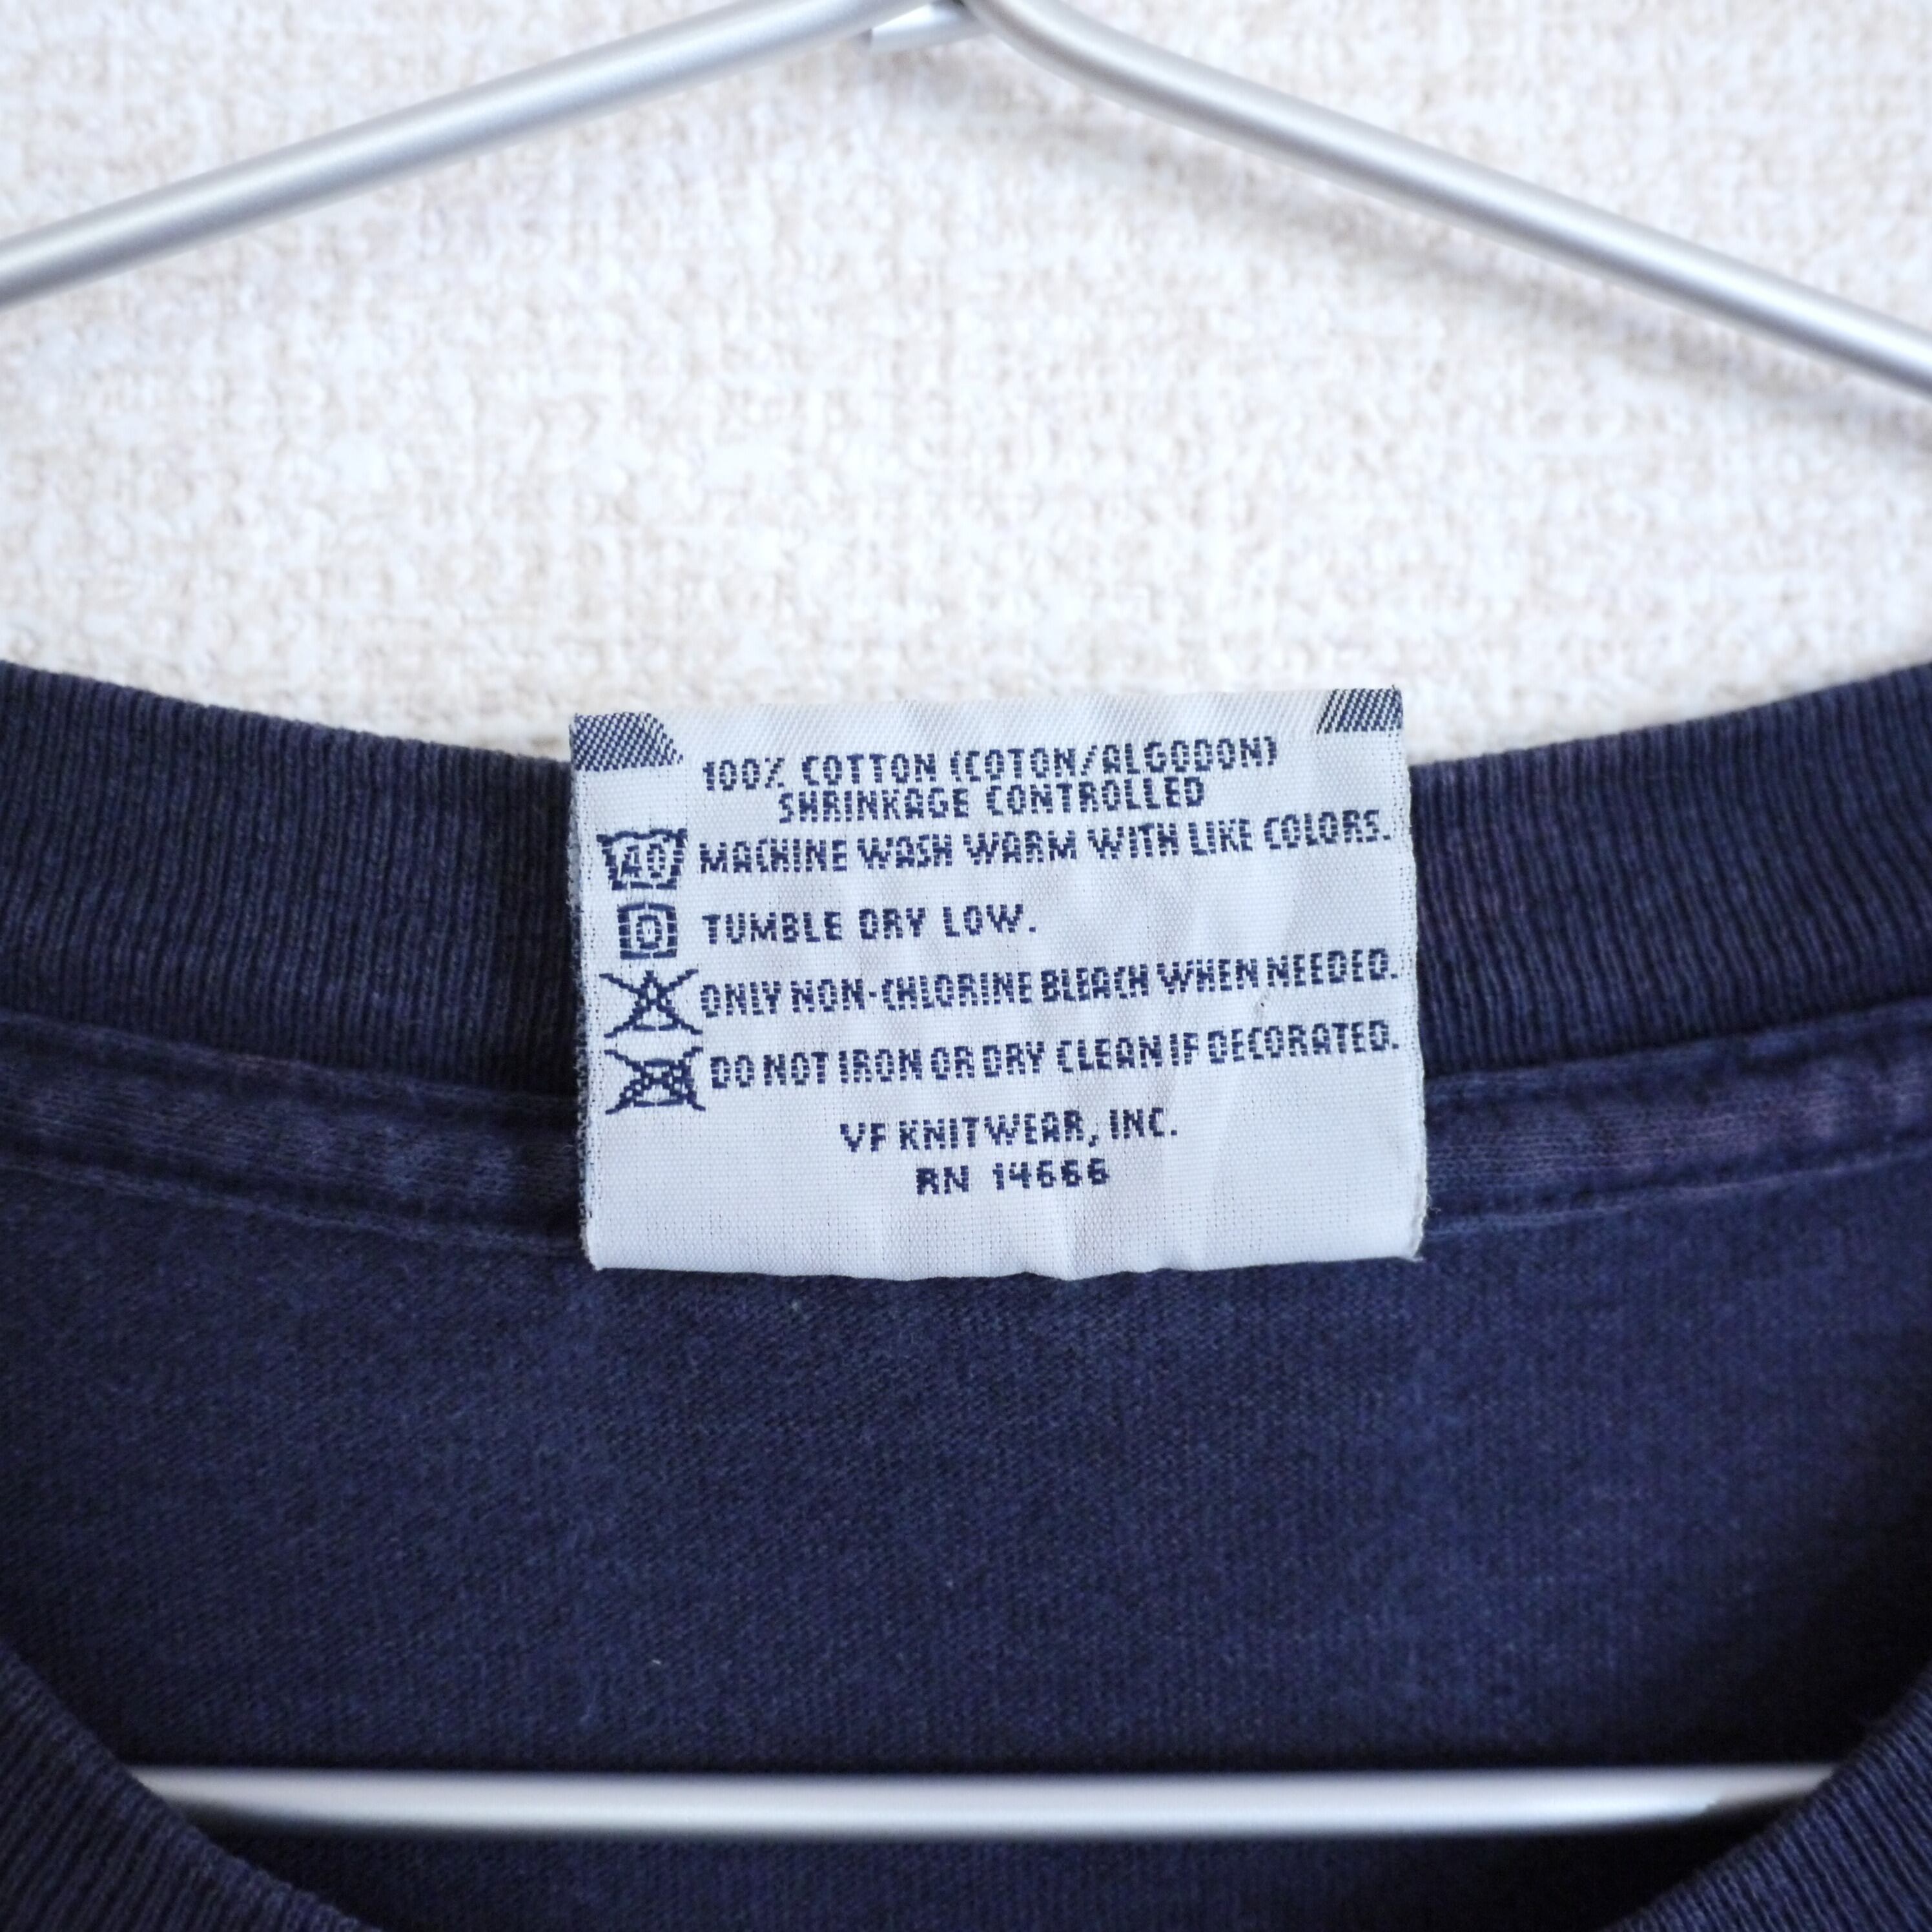 100% COTTON (COTON/ALGODON)
SHRINKAGE CONTROLLED
40 MACHINE WASH WARM WITH LIKE COLORS.
TUMBLE DRY LOW.
ONLY NON-CHLORINE BLEACH WHEN NEEDED.
DO NOT IRON OR DRY CLEAN IF DECORATED.
VF KNITWEAR, INC.
RN 14666